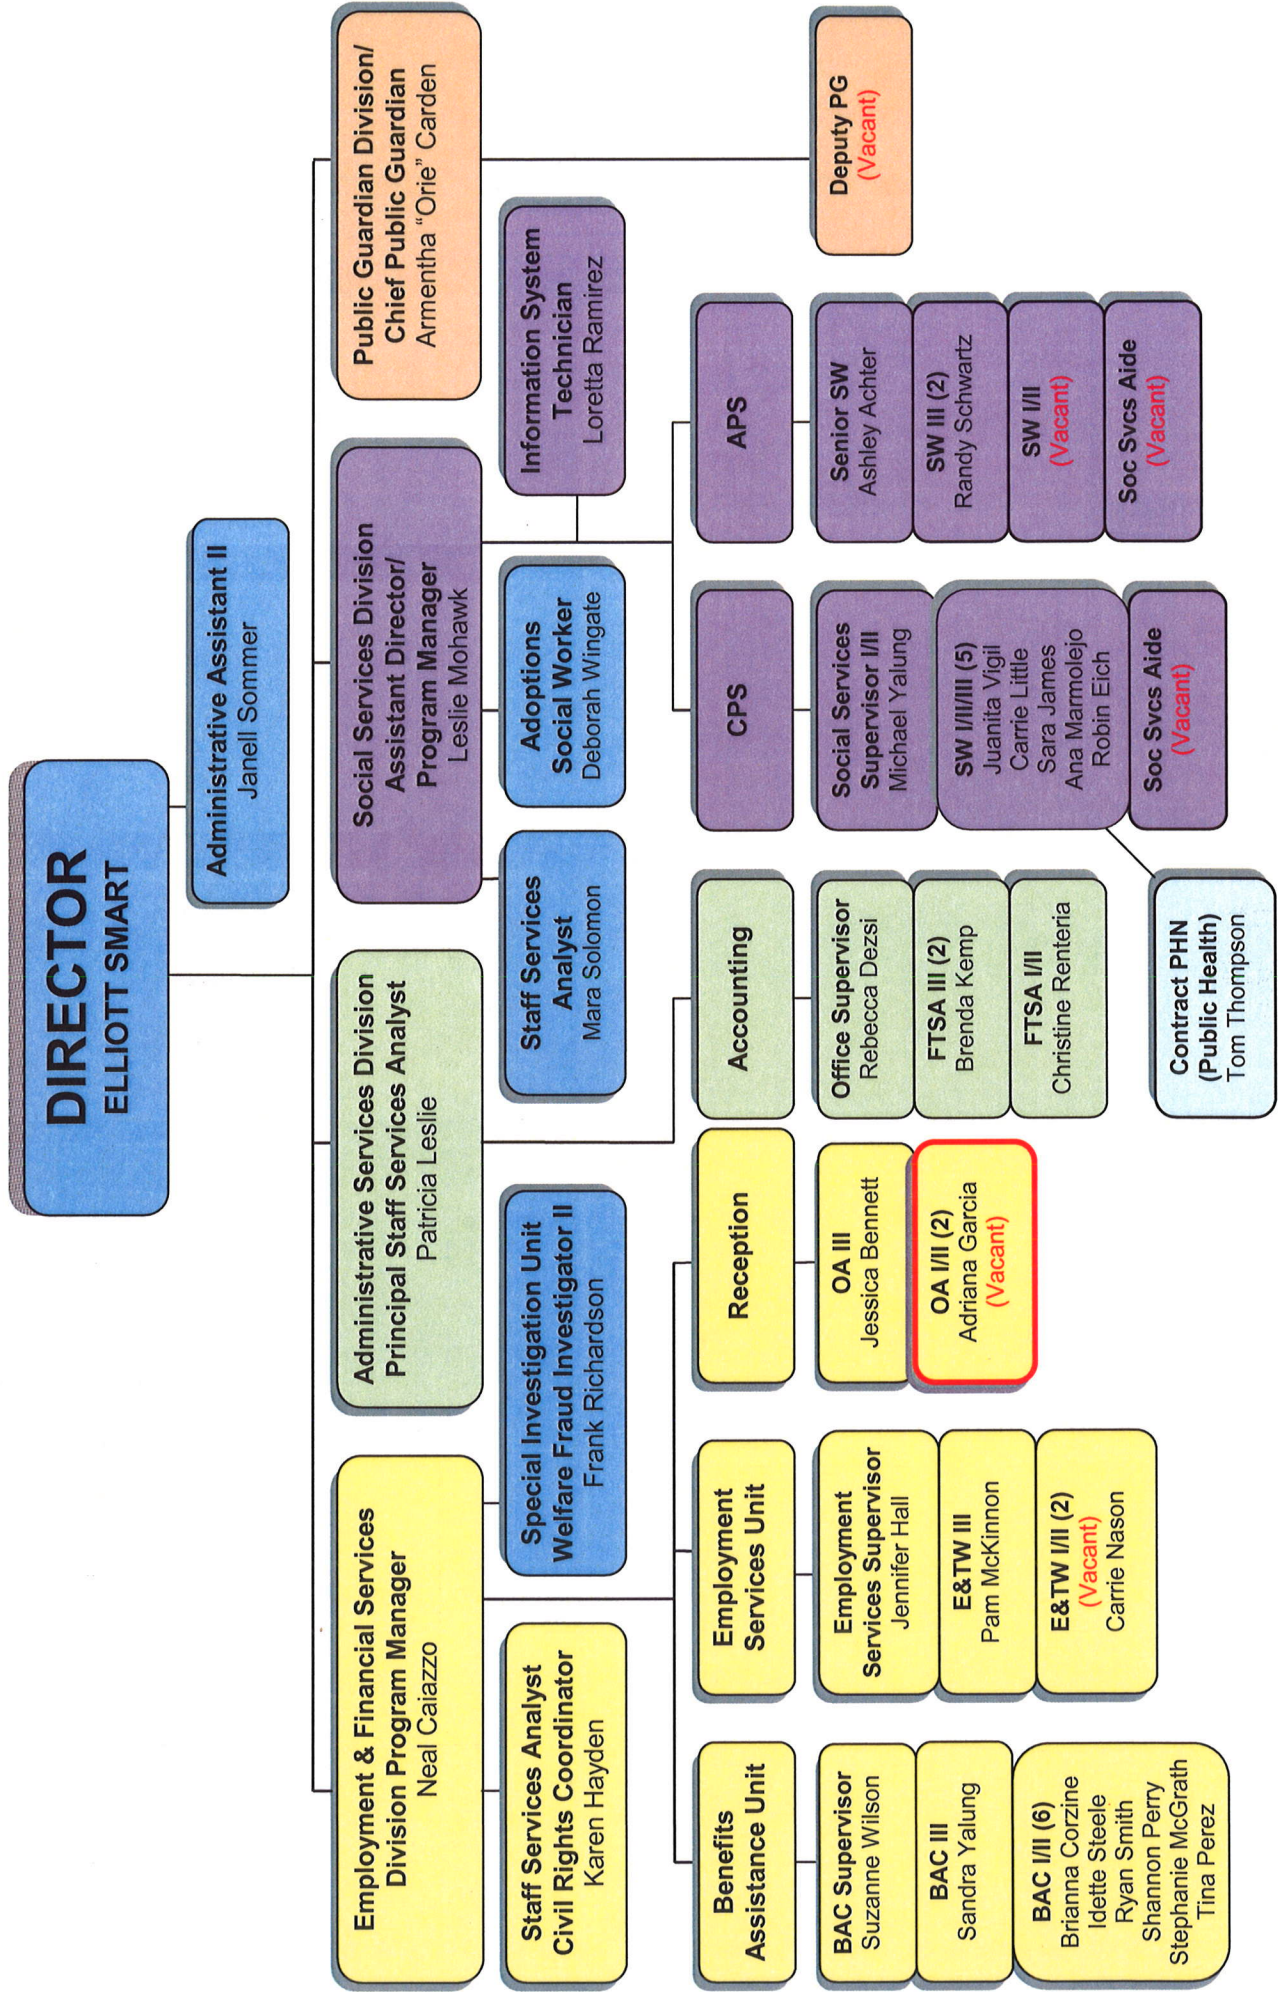 DIRECTOR
ELLIOTT SMART
Administrative Assistant II
Janell Sommer
Employment & Financial Services
Division Program Manager
Neal Caiazzo
Administrative Services Division
Principal Staff Services Analyst
Patricia Leslie
Social Services Division
Assistant Director/
Program Manager
Leslie Mohawk
Public Guardian Division/
Chief Public Guardian
Armentha "Orie" Carden
Staff Services Analyst
Civil Rights Coordinator
Karen Hayden
Special Investigation Unit
Welfare Fraud Investigator II
Frank Richardson
Staff Services
Analyst
Mara Solomon
Adoptions
Social Worker
Deborah Wingate
Information System
Technician
Loretta Ramirez
Benefits
Assistance Unit
BAC Supervisor
Suzanne Wilson
BAC III
Sandra Yalung
BAC I/II (6)
Brianna Corzine
Idette Steele
Ryan Smith
Shannon Perry
Stephanie McGrath
Tina Perez
Employment
Services Unit
Employment
Services Supervisor
Jennifer Hall
E&TW III
Pam McKinnon
E&TW I/II (2)
(Vacant)
Carrie Nason
Reception
OA III
Jessica Bennett
OA I/II (2)
Adriana Garcia
(Vacant)
Accounting
Office Supervisor
Rebecca Dezsi
FTSA III (2)
Brenda Kemp
FTSA I/II
Christine Renteria
CPS
Social Services
Supervisor I/II
Michael Yalung
SW I/II/III (5)
Juanita Vigil
Carrie Little
Sara James
Ana Marmolejo
Robin Eich
Soc Svcs Aide
(Vacant)
Contract PHN
(Public Health)
Tom Thompson
APS
Senior SW
Ashley Achter
SW III (2)
Randy Schwartz
SW I/II
(Vacant)
Soc Svcs Aide
(Vacant)
Deputy PG
(Vacant)